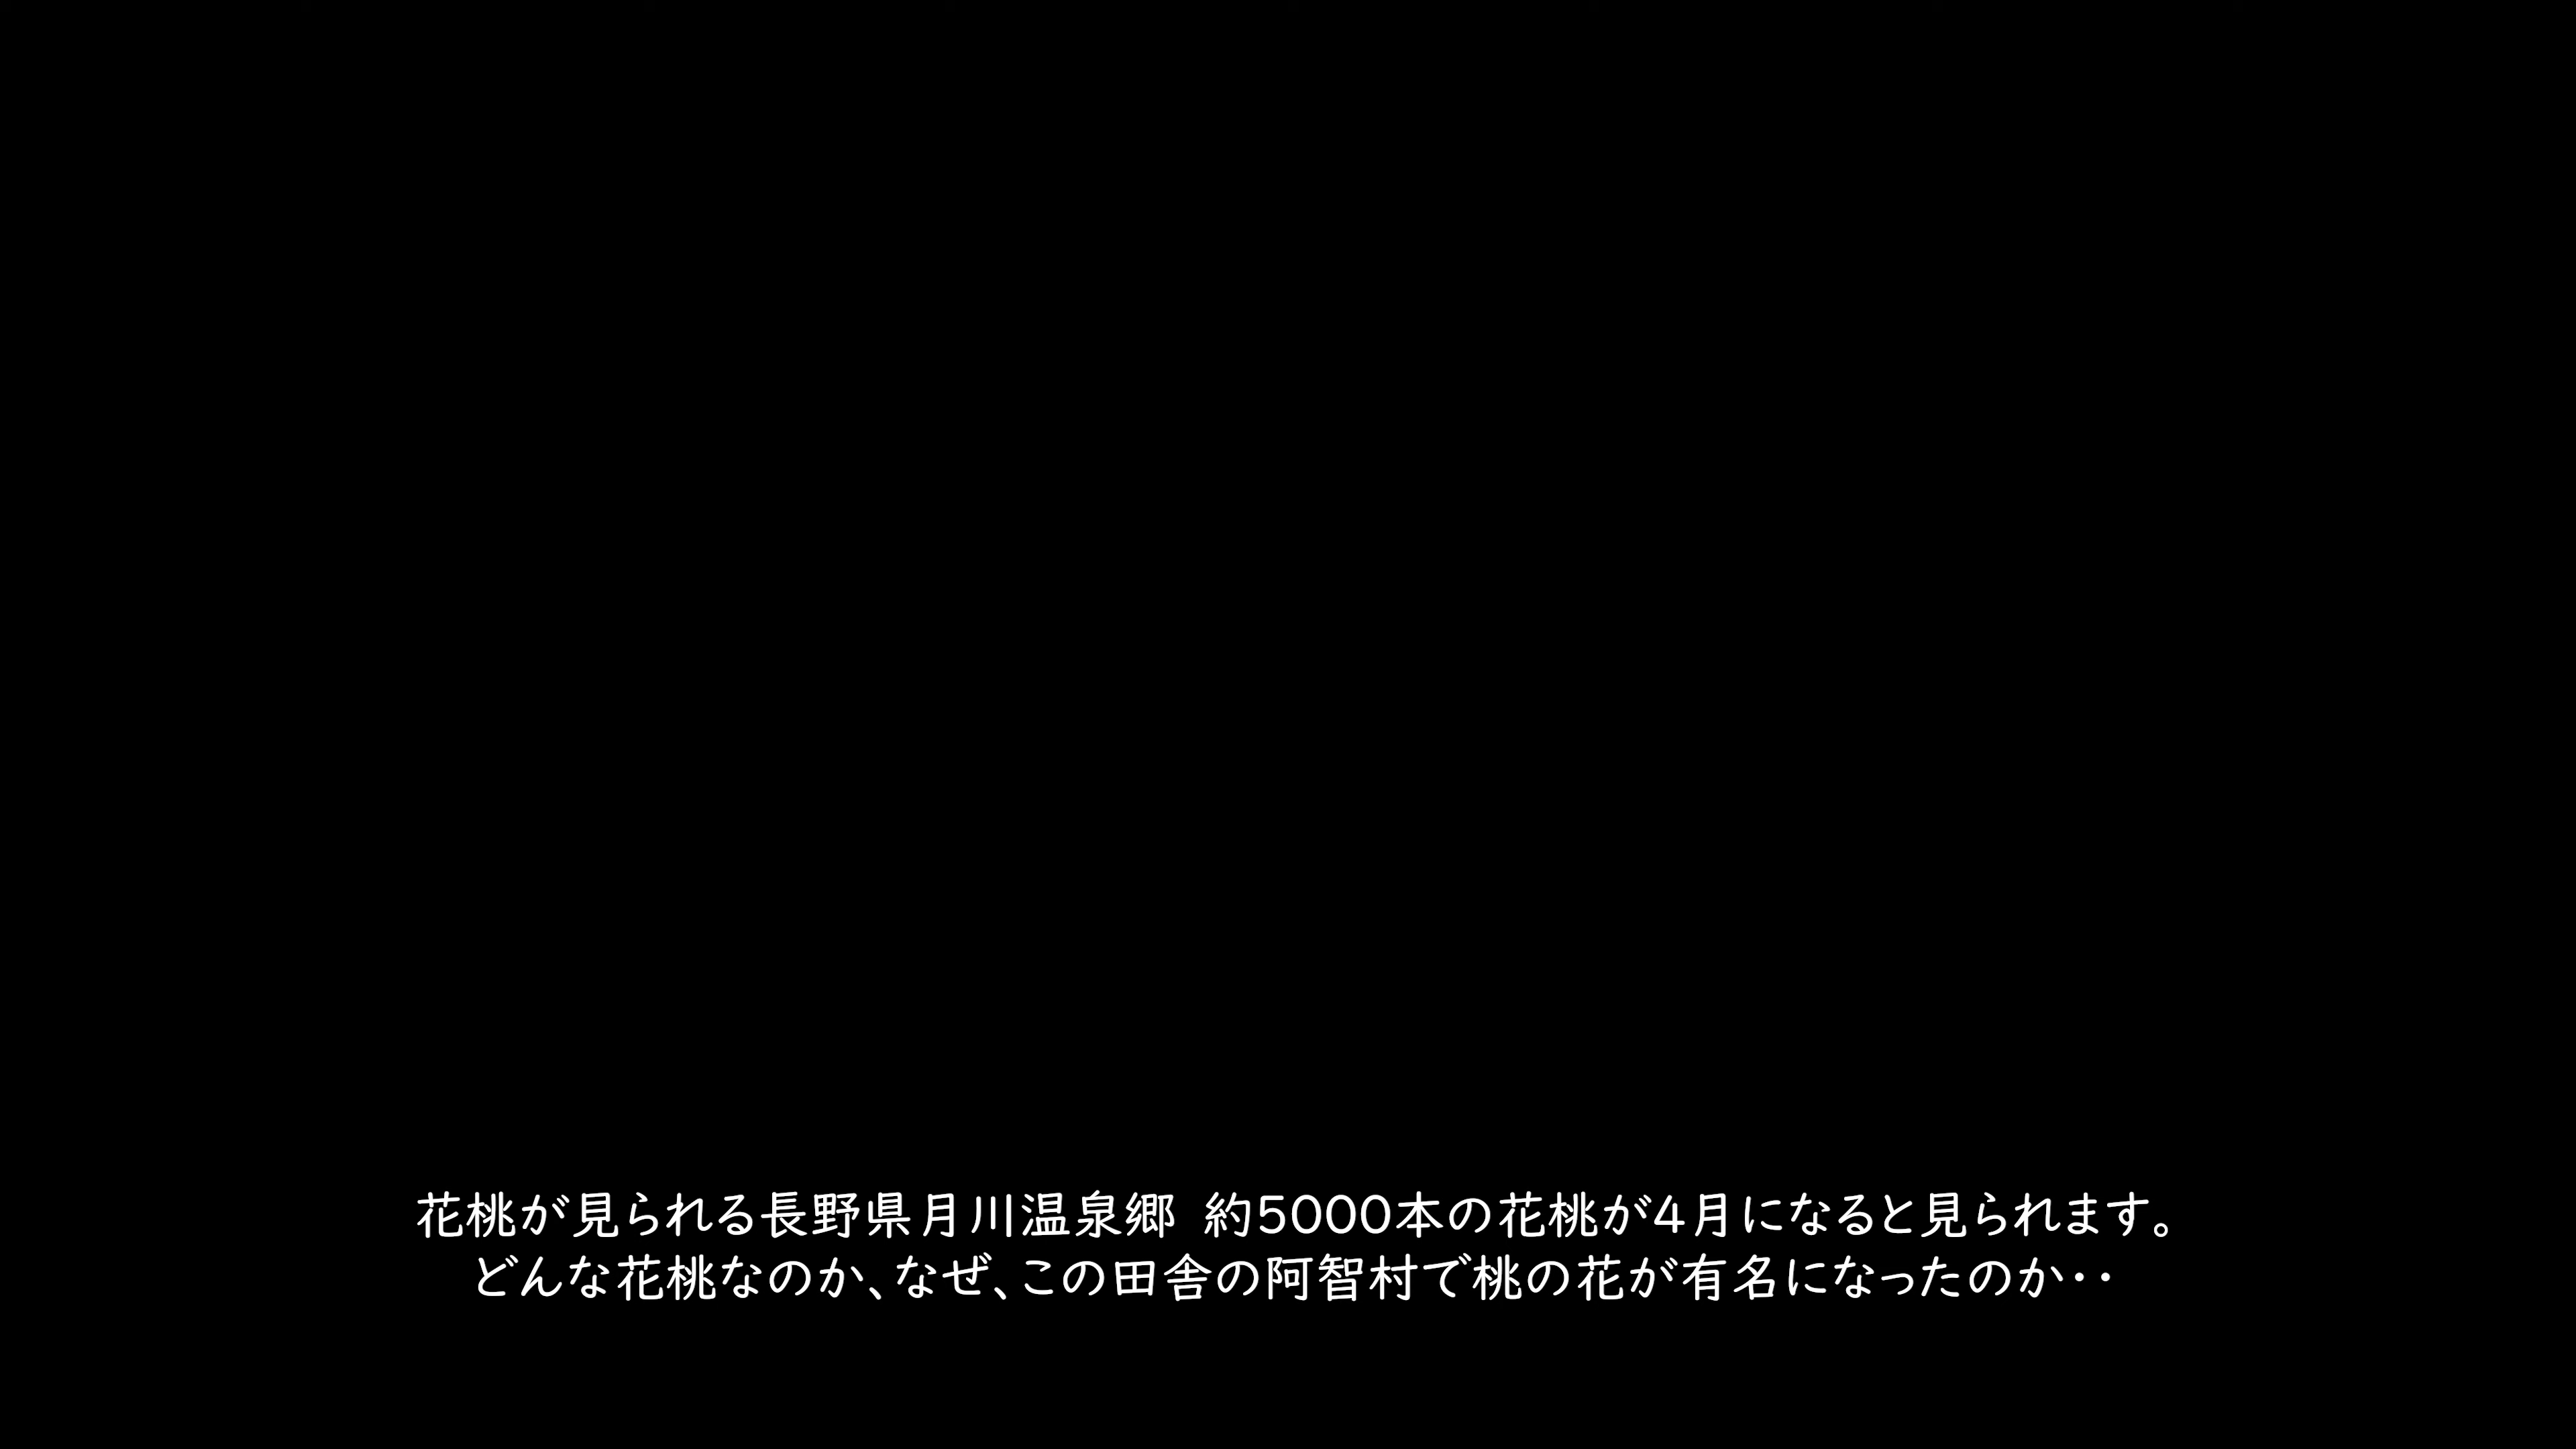 花桃が見られる長野県月川温泉郷 約5000本の花桃が4月になると見られます。
どんな花桃なのか、なぜ、この田舎の阿智村で桃の花が有名になったのか・・